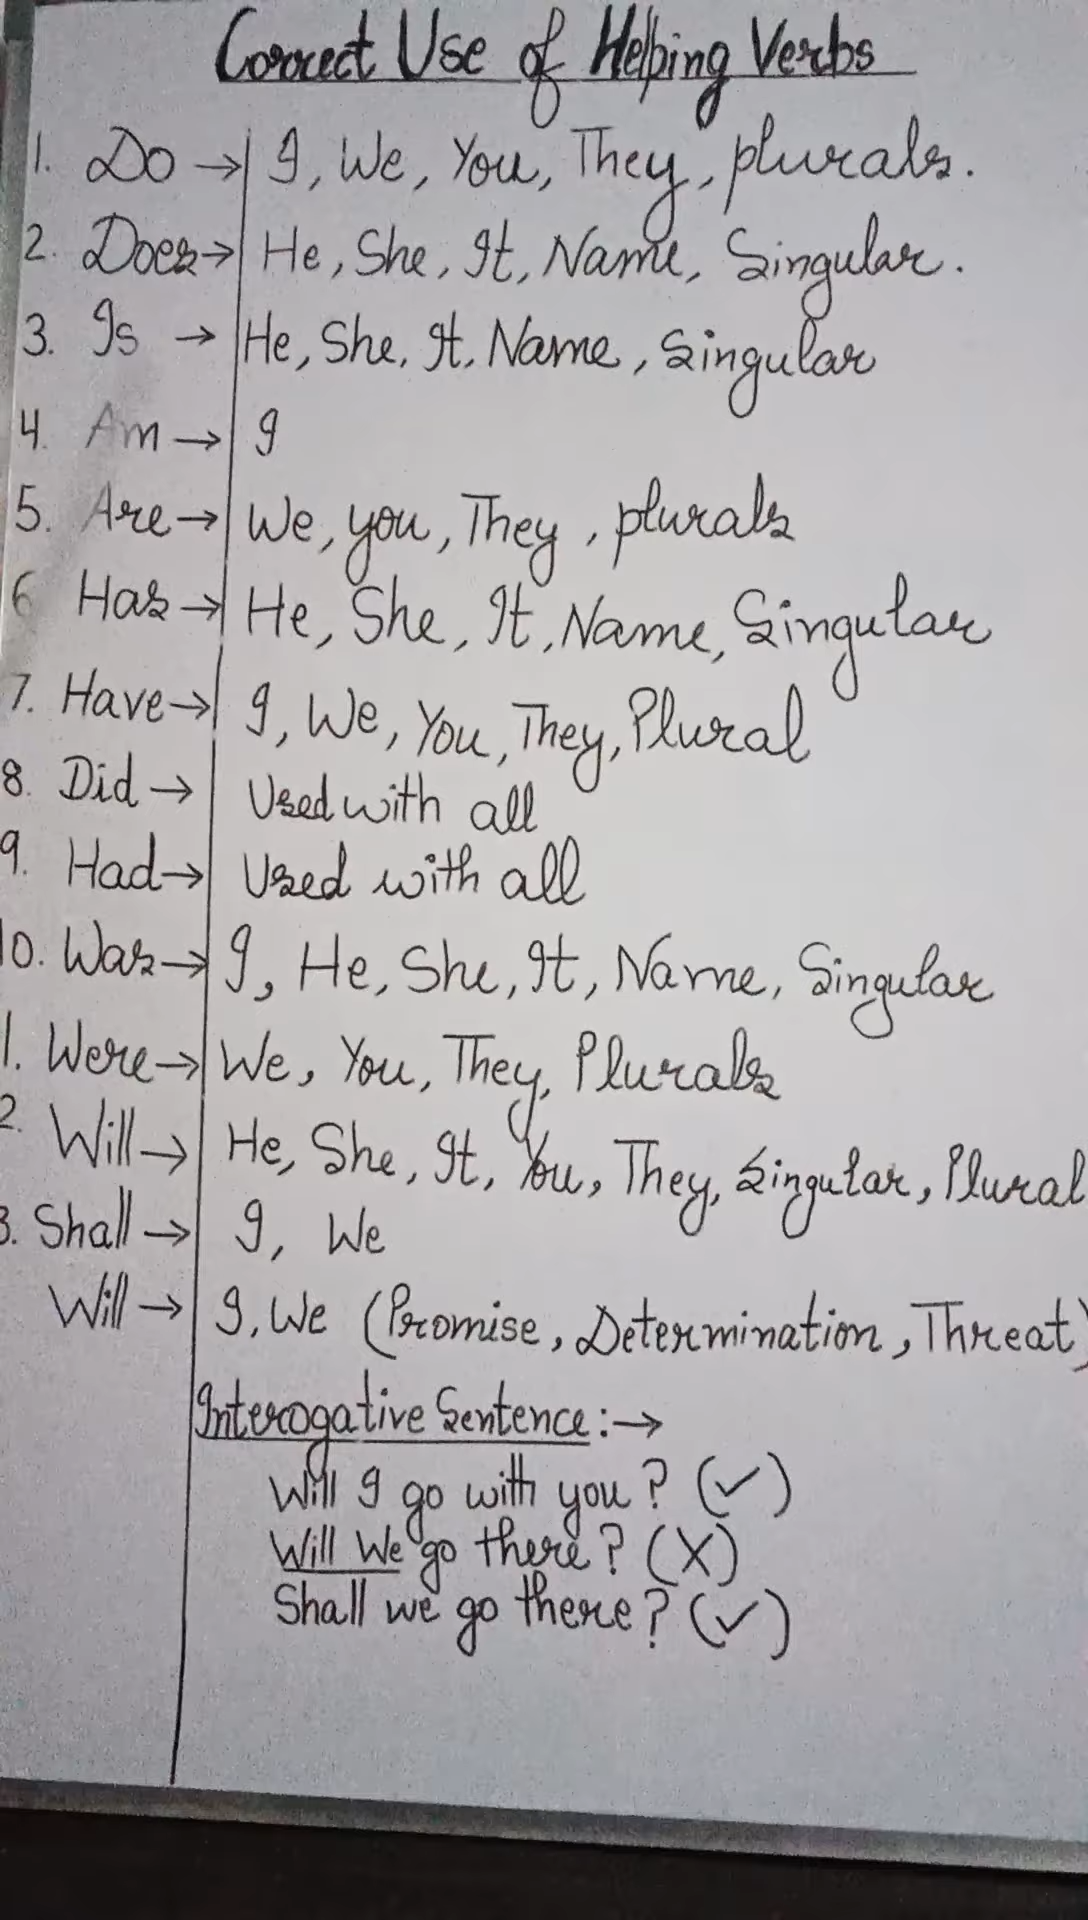 Correct Use of Helping Verbs
1. Do → I, We, You, They, plurals.
2. Does → He, She, It, Name, Singular.
3. Is → He, She, It, Name, Singular
4. Am → I
5. Are → We, you, They, plurals
6 Has → He, She, It, Name, Singular
7. Have → I, We, You, They, Plural
8. Did → Used with all
9. Had → Used with all
10. Was → I, He, She, It, Name, Singular
1. Were → We, You, They, Plurals
2. Will → He, She, It, You, They, Singular, Plural
3. Shall → I, We
Will → I, We (Promise, Determination, Threat)
Interogative Sentence :→
Will I go with you? (✓)
Will We go there? (X)
Shall we go there? (✓)